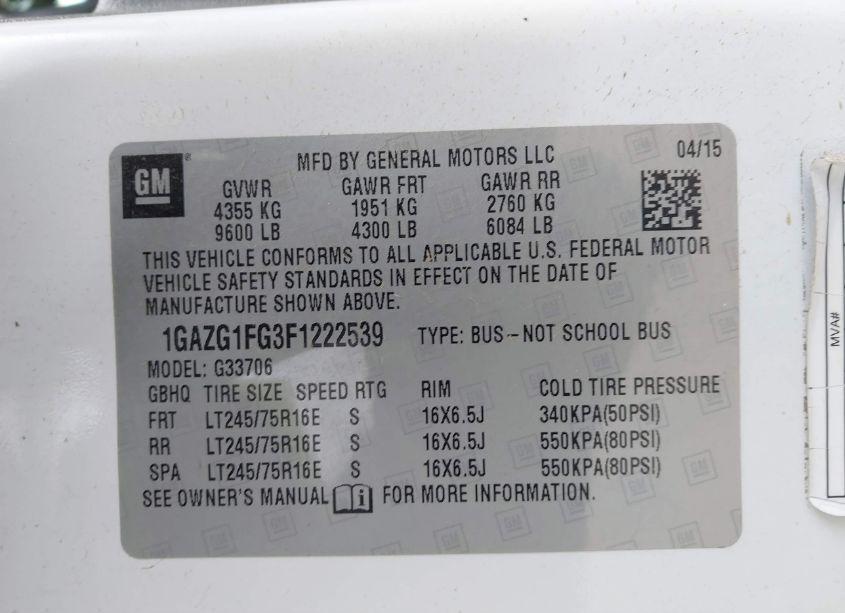 GM
®
MFD BY GENERAL MOTORS LLC
04/15
GVWR GAWR FRT GAWR RR
4355 KG 1951 KG 2760 KG
9600 LB 4300 LB 6084 LB
THIS VEHICLE CONFORMS TO ALL APPLICABLE U.S. FEDERAL MOTOR
VEHICLE SAFETY STANDARDS IN EFFECT ON THE DATE OF
MANUFACTURE SHOWN ABOVE.
1GAZG1FG3F1222539 TYPE: BUS-NOT SCHOOL BUS
MODEL: G33706
GBHQ TIRE SIZE SPEED RTG RIM COLD TIRE PRESSURE
FRT LT245/75R16E S 16X6.5J 340KPA(50PSI)
RR LT245/75R16E S 16X6.5J 550KPA(80PSI)
SPA LT245/75R16E S 16X6.5J 550KPA(80PSI)
SEE OWNER'S MANUAL FOR MORE INFORMATION.
MVA#